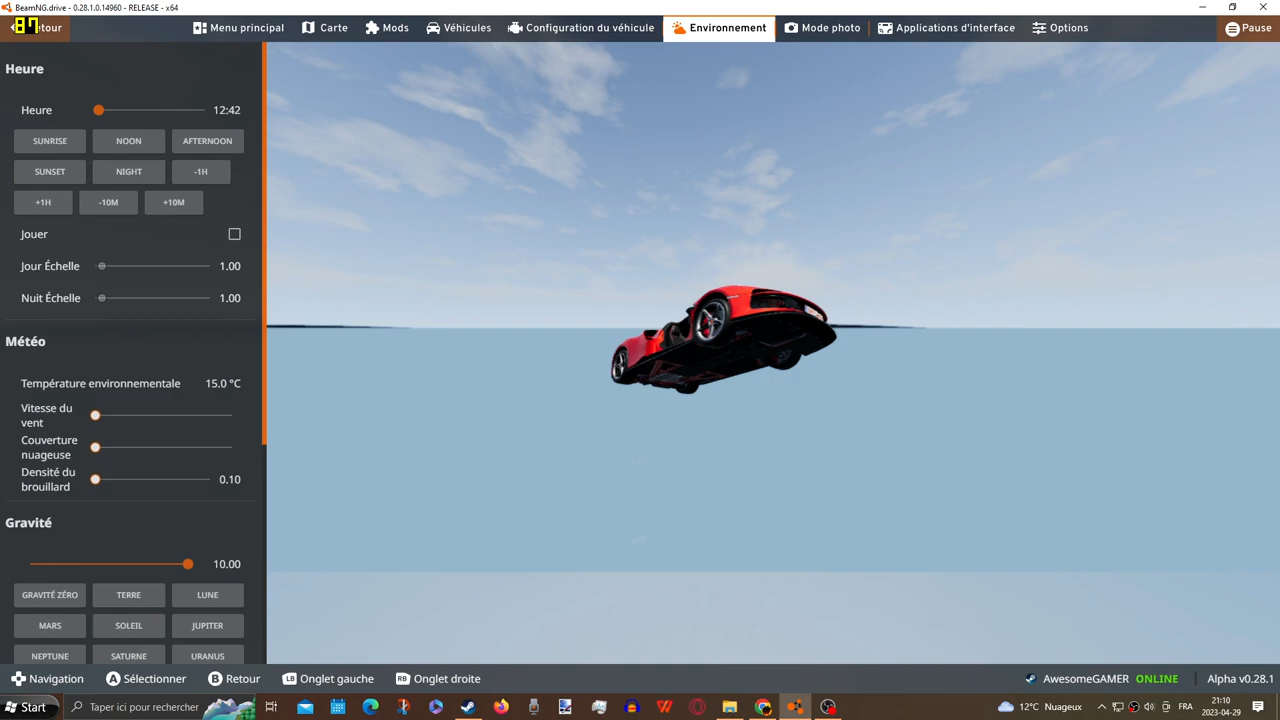 BeamNG.drive - 0.28.1.0.14960 - RELEASE - x64
80 tour
Menu principal
Carte
Mods
Véhicules
Configuration du véhicule
Environnement
Mode photo
Applications d'interface
Options
Pause
Heure
Heure 12:42
SUNRISE NOON AFTERNOON
SUNSET NIGHT -1H
+1H -10M +10M
Jouer
Jour Échelle 1.00
Nuit Échelle 1.00
Météo
Température environnementale 15.0 °C
Vitesse du
vent
Couverture
nuageuse
Densité du
brouillard 0.10
Gravité
10.00
GRAVITÉ ZÉRO TERRE LUNE
MARS SOLEIL JUPITER
NEPTUNE SATURNE URANUS
Navigation A Sélectionner B Retour LB Onglet gauche RB Onglet droite
AwesomeGAMER ONLINE Alpha v0.28.1
Start
Taper ici pour rechercher
12°C Nuageux
FRA
21:10
2023-04-29